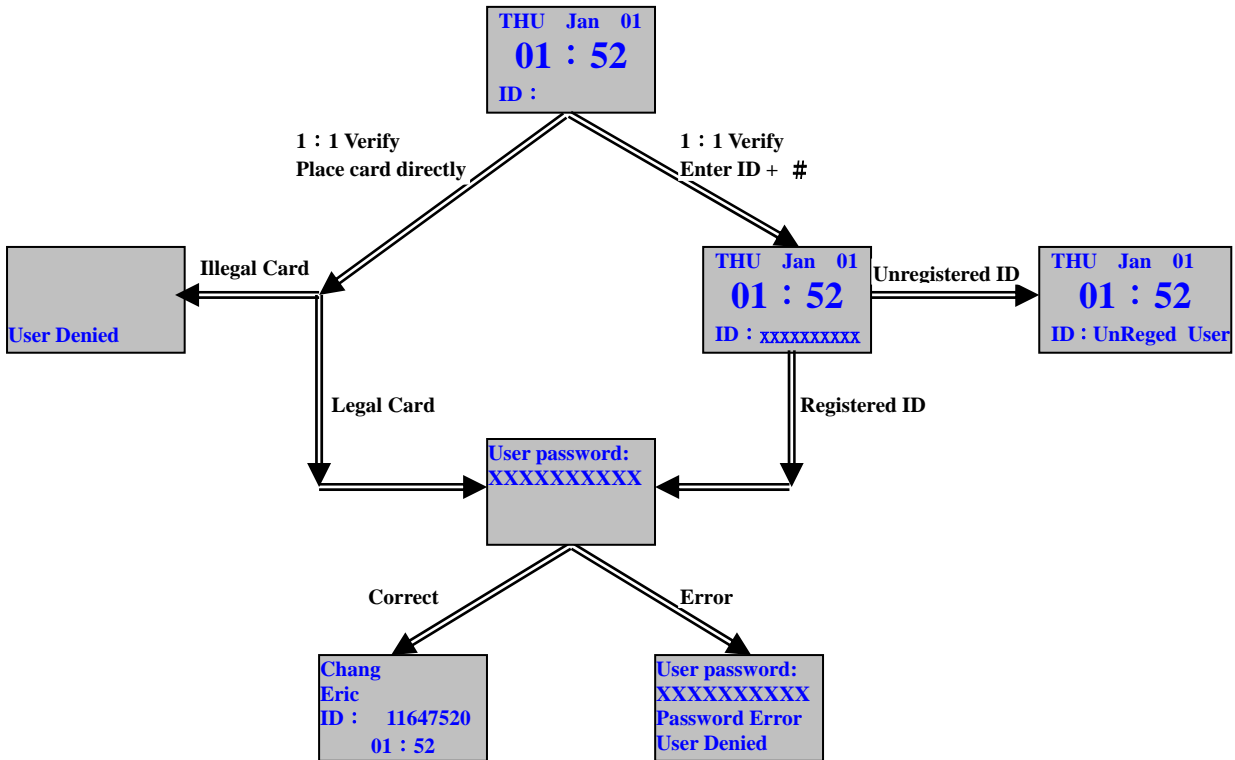 THU Jan 01
01：52
ID：
1：1 Verify
Place card directly
1：1 Verify
Enter ID + #
Illegal Card
User Denied
THU Jan 01
01：52
ID：xxxxxxxxxx
Unregistered ID
THU Jan 01
01：52
ID：UnReged User
Legal Card
Registered ID
User password:
XXXXXXXXXX
Correct
Error
Chang
Eric
ID： 11647520
01：52
User password:
XXXXXXXXXX
Password Error
User Denied